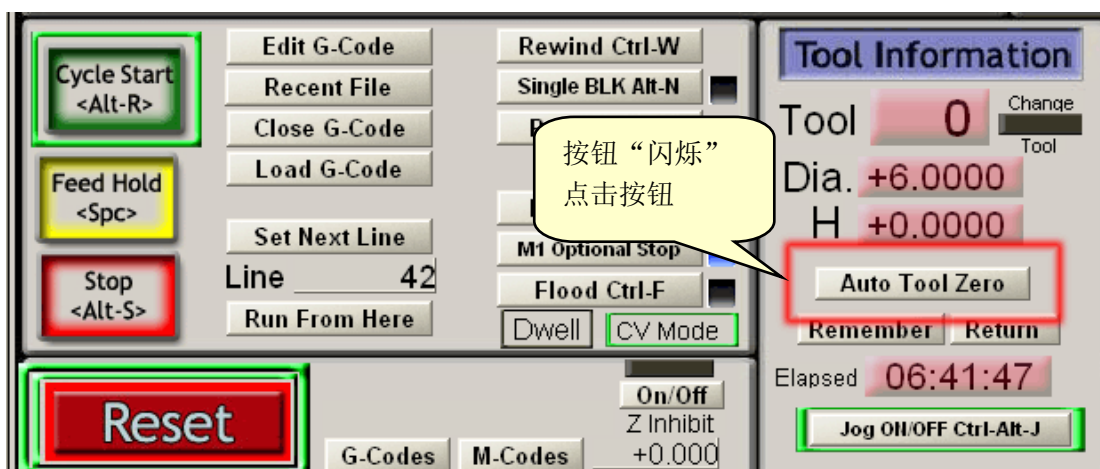 Cycle Start
<Alt-R>
Feed Hold
<Spc>
Stop
<Alt-S>
Edit G-Code
Recent File
Close G-Code
Load G-Code
Set Next Line
Line 42
Run From Here
Rewind Ctrl-W
Single BLK Alt-N
M1 Optional Stop
Flood Ctrl-F
Dwell
CV Mode
按钮“闪烁”
点击按钮
Tool Information
Tool 0
Change
Tool
Dia. +6.0000
H +0.0000
Auto Tool Zero
Remember
Return
Elapsed 06:41:47
Jog ON/OFF Ctrl-Alt-J
Reset
G-Codes
M-Codes
On/Off
Z Inhibit
+0.000